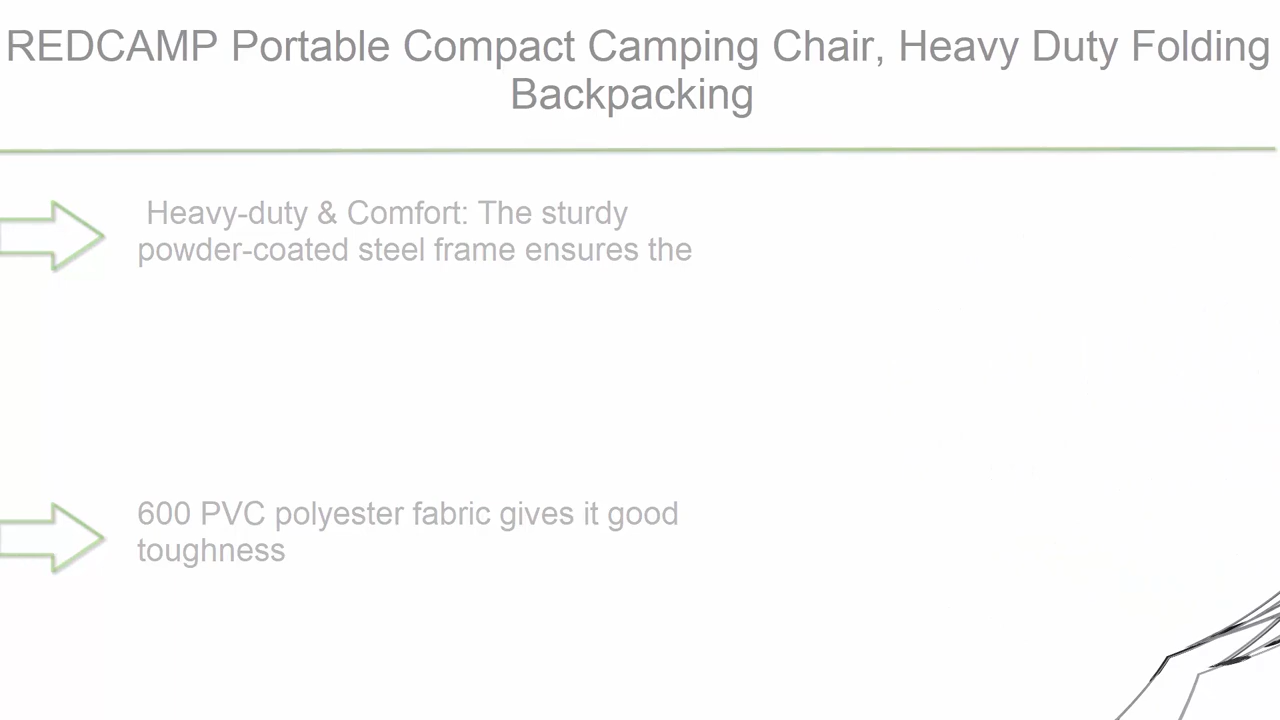 REDCAMP Portable Compact Camping Chair, Heavy Duty Folding
Backpacking
Heavy-duty & Comfort: The sturdy
powder-coated steel frame ensures the
600 PVC polyester fabric gives it good
toughness